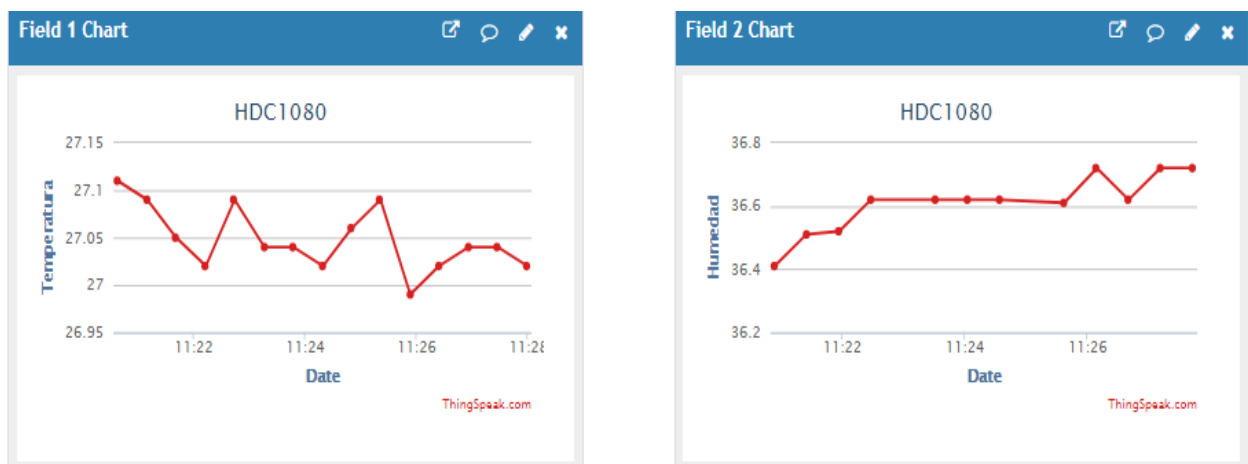 Field 1 Chart
HDC1080
27.15
27.1
27.05
27
26.95
Temperatura
11:22
11:24
11:26
11:28
Date
ThingSpeak.com
Field 2 Chart
HDC1080
36.8
36.6
36.4
36.2
Humedad
11:22
11:24
11:26
Date
ThingSpeak.com